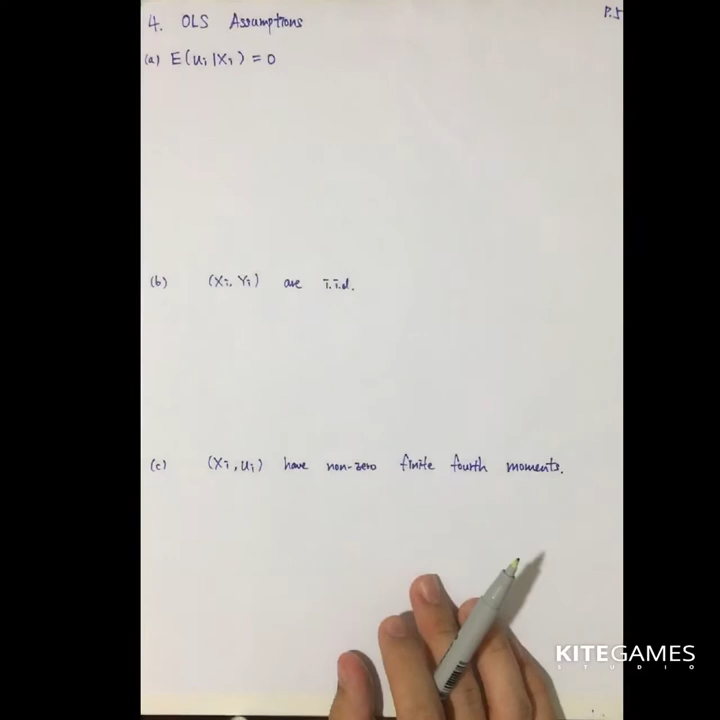 P.5
4. OLS Assumptions
(a) E(ui|Xi) = 0
(b) (Xi. Yi) are i.i.d.
(c) (Xi, ui) have non-zero finite fourth moments.
KITEGAMES
STUDIO